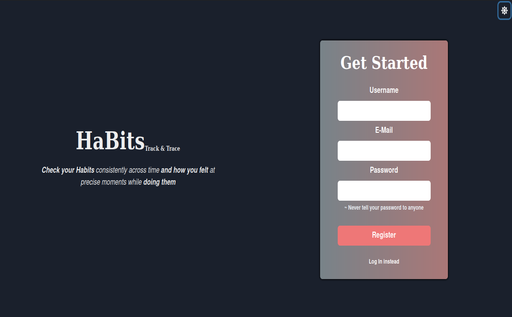 HaBits Track & Trace
Check your Habits consistently across time and how you felt at
precise moments while doing them
Get Started
Username
E-Mail
Password
~ Never tell your password to anyone
Register
Log In instead